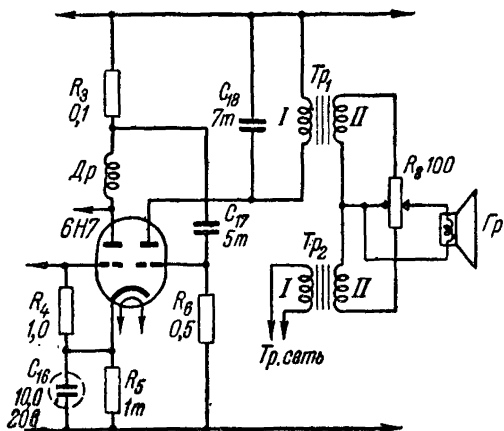 R3
0,1
C18
7т
Тр1
I
II
R8 100
Др
6Н7
C17
5т
Гр
Тр2
I
II
R4
1,0
R6
0,5
Тр. сеть
C16
10,0
20в
R5
1т